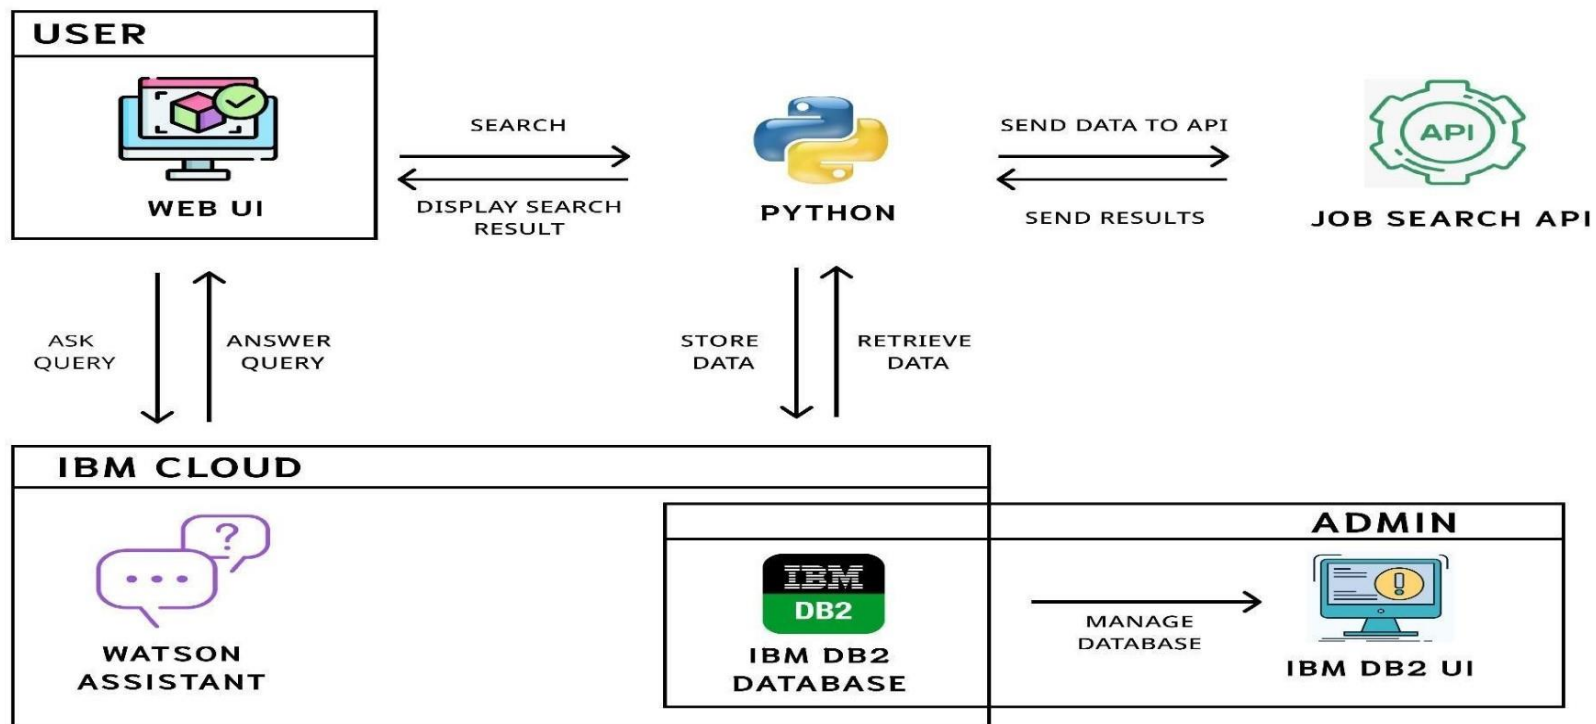 USER
WEB UI
SEARCH
DISPLAY SEARCH
RESULT
PYTHON
SEND DATA TO API
SEND RESULTS
API
JOB SEARCH API
ASK
QUERY
ANSWER
QUERY
STORE
DATA
RETRIEVE
DATA
IBM CLOUD
?
WATSON
ASSISTANT
ADMIN
IBM
DB2
IBM DB2
DATABASE
MANAGE
DATABASE
!
IBM DB2 UI